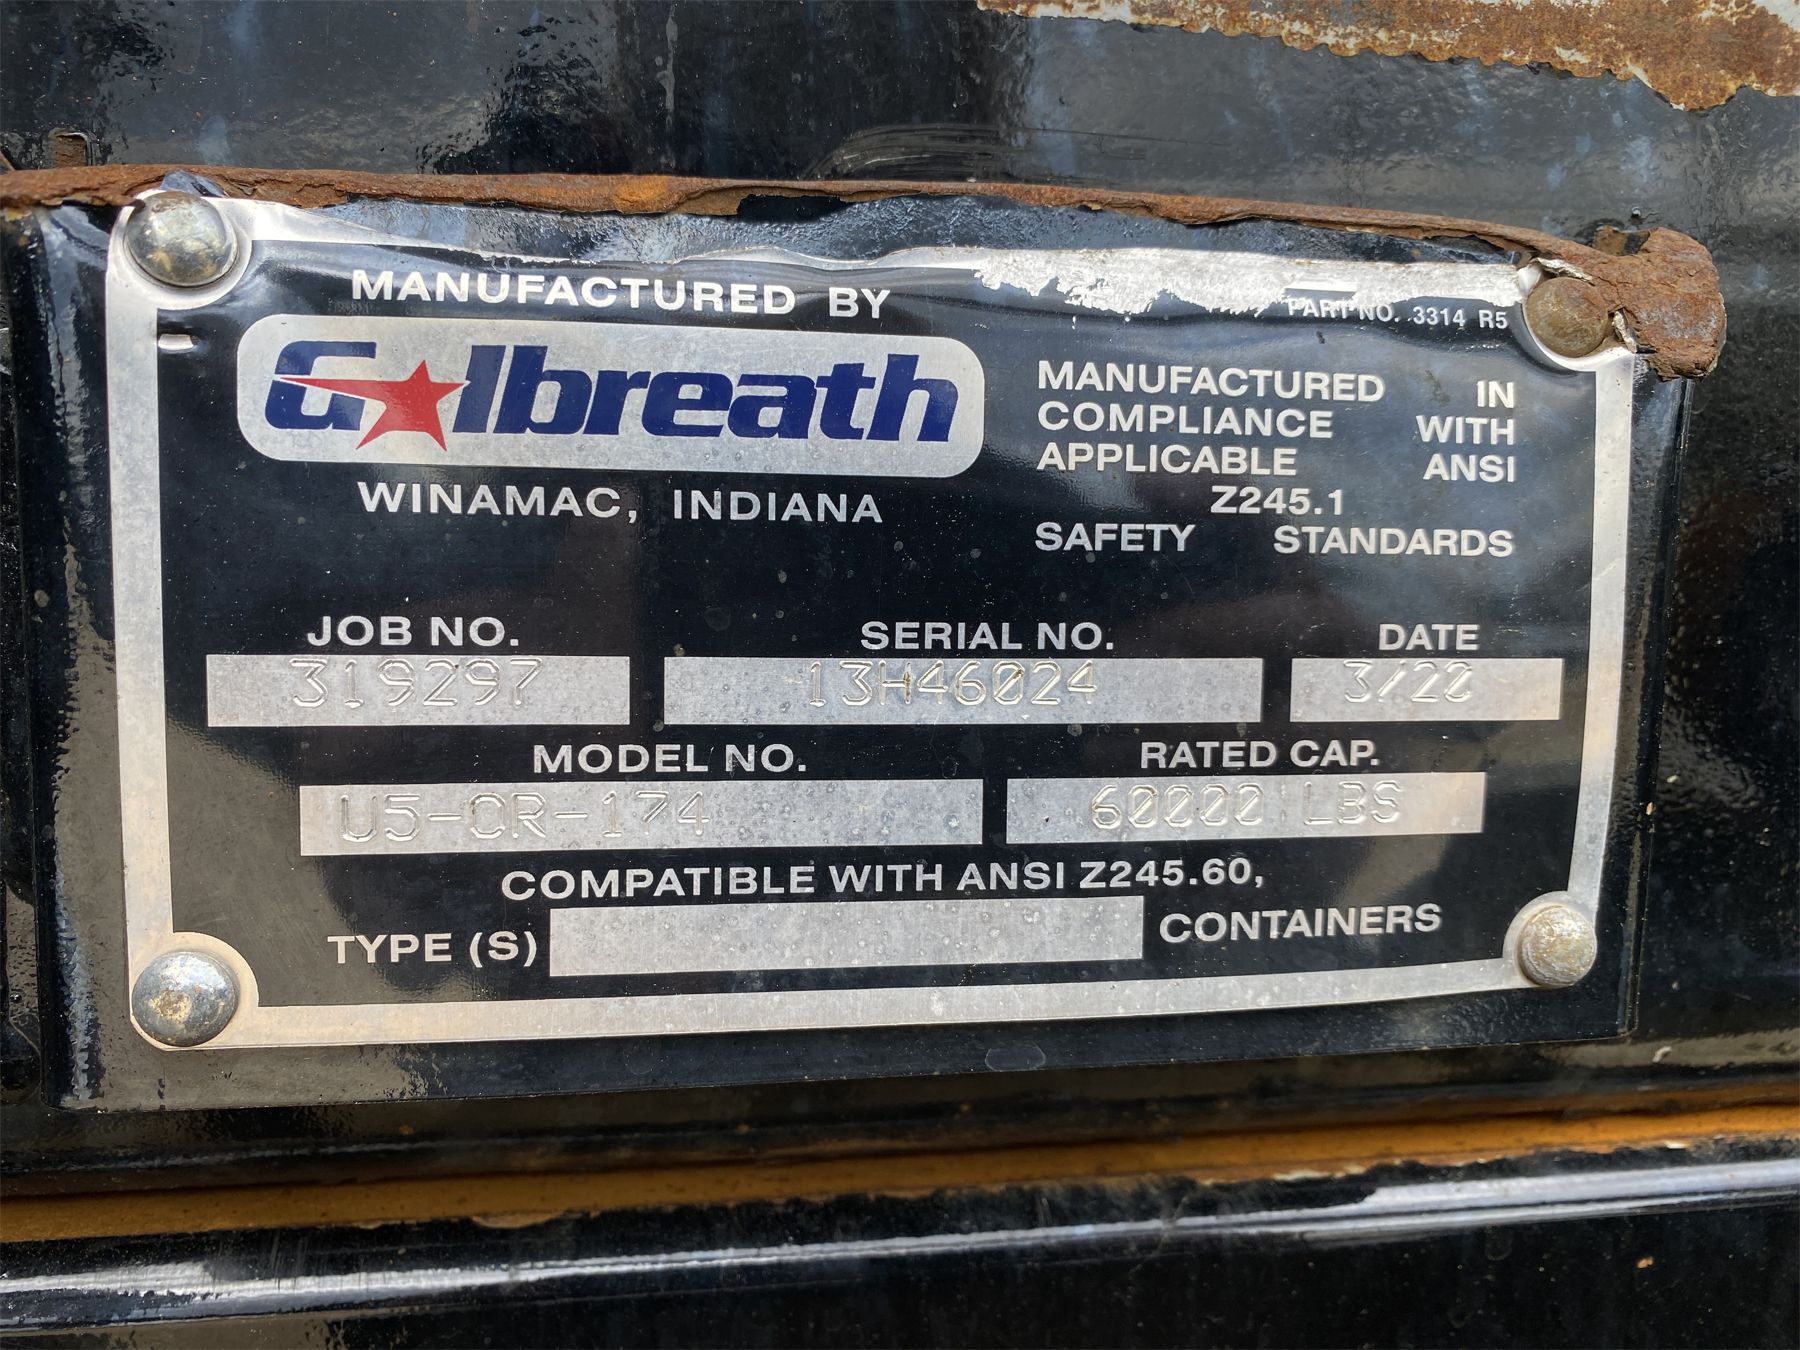 MANUFACTURED BY
Galbreath
WINAMAC, INDIANA
PART NO. 3314 R5
MANUFACTURED IN
COMPLIANCE WITH
APPLICABLE ANSI
Z245.1
SAFETY STANDARDS
JOB NO. SERIAL NO. DATE
319297 13H46024 3/22
MODEL NO. RATED CAP.
U5-OR-174 60000 LBS
COMPATIBLE WITH ANSI Z245.60,
TYPE (S) CONTAINERS